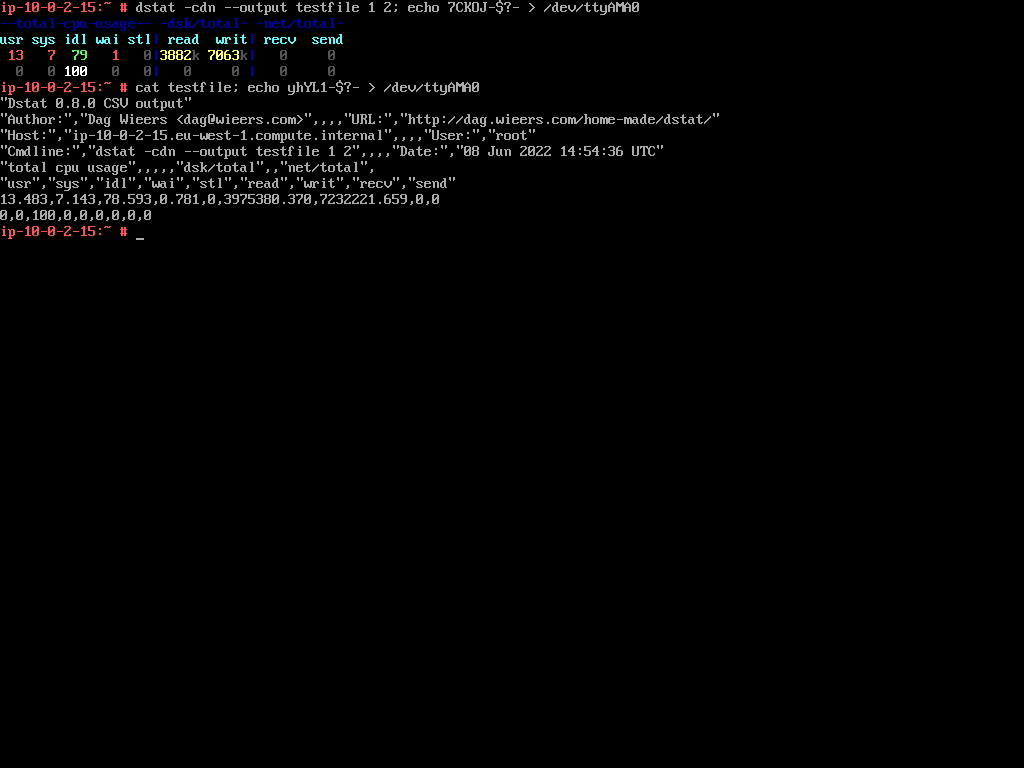 ip-10-0-2-15:~ # dstat -cdn --output testfile 1 2; echo 7CKOJ-$?- > /dev/ttyAMA0
--total-cpu-usage-- -dsk/total- -net/total-
usr sys idl wai stl| read  writ| recv  send
 13   7  79   1   0|3882k 7063k|   0     0
  0   0 100   0   0|   0     0 |   0     0
ip-10-0-2-15:~ # cat testfile; echo yhYL1-$?- > /dev/ttyAMA0
"Dstat 0.8.0 CSV output"
"Author:","Dag Wieers <dag@wieers.com>",,,,"URL:","http://dag.wieers.com/home-made/dstat/"
"Host:","ip-10-0-2-15.eu-west-1.compute.internal",,,,"User:","root"
"Cmdline:","dstat -cdn --output testfile 1 2",,,,"Date:","08 Jun 2022 14:54:36 UTC"
"total cpu usage",,,,,"dsk/total",,"net/total",
"usr","sys","idl","wai","stl","read","writ","recv","send"
13.483,7.143,78.593,0.781,0,3975380.370,7232221.659,0,0
0,0,100,0,0,0,0,0,0
ip-10-0-2-15:~ # _